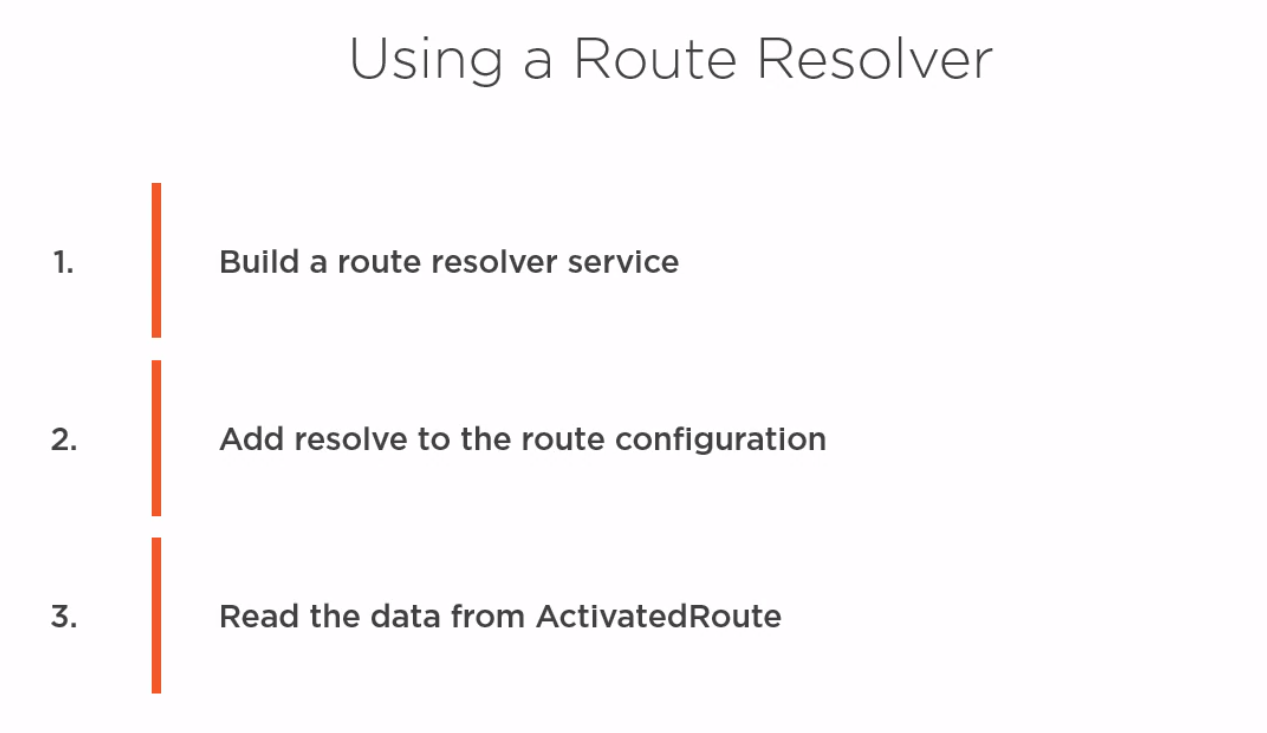 Using a Route Resolver
1. Build a route resolver service
2. Add resolve to the route configuration
3. Read the data from ActivatedRoute